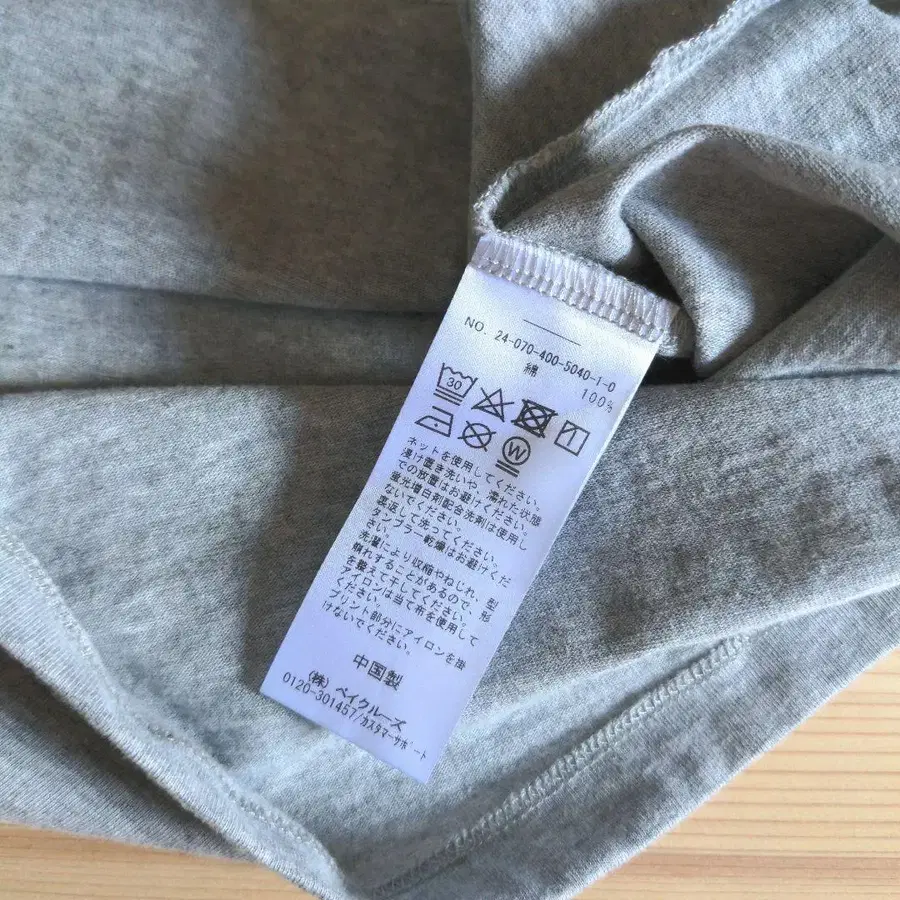 NO. 24-070-400-5040-1-0
綿 100%
30
W
ネットを使用してください。
浸け置き洗いや、濡れた状態
での放置はお避けください。
蛍光増白剤配合洗剤は使用し
ないでください。
裏返して洗ってください。
タンブラー乾燥はお避けくだ
さい。
洗濯により収縮やねじれ、型
崩れすることがあるので、形
を整えて干してください。
アイロンは当て布を使用して
ください。
プリント部分にアイロンを掛
けないでください。
中国製
(株) ベイクルーズ
0120-301457/カスタマーサポート